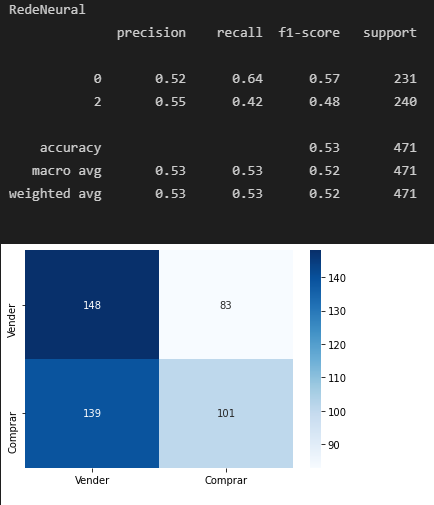 RedeNeural
precision recall f1-score support
0 0.52 0.64 0.57 231
2 0.55 0.42 0.48 240
accuracy 0.53 471
macro avg 0.53 0.53 0.52 471
weighted avg 0.53 0.53 0.52 471
Vender 148 83
Comprar 139 101
Vender Comprar
140
130
120
110
100
90